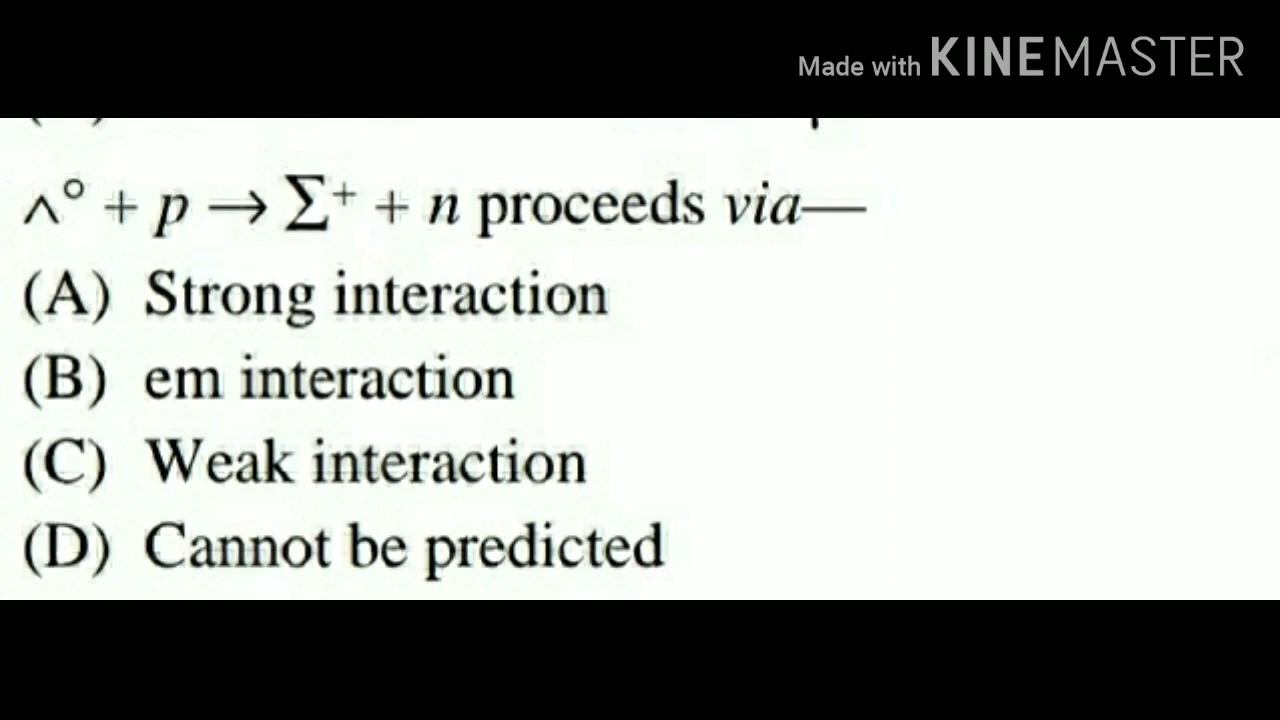 Made with KINEMASTER
∧° + p → Σ⁺ + n proceeds via—
(A) Strong interaction
(B) em interaction
(C) Weak interaction
(D) Cannot be predicted